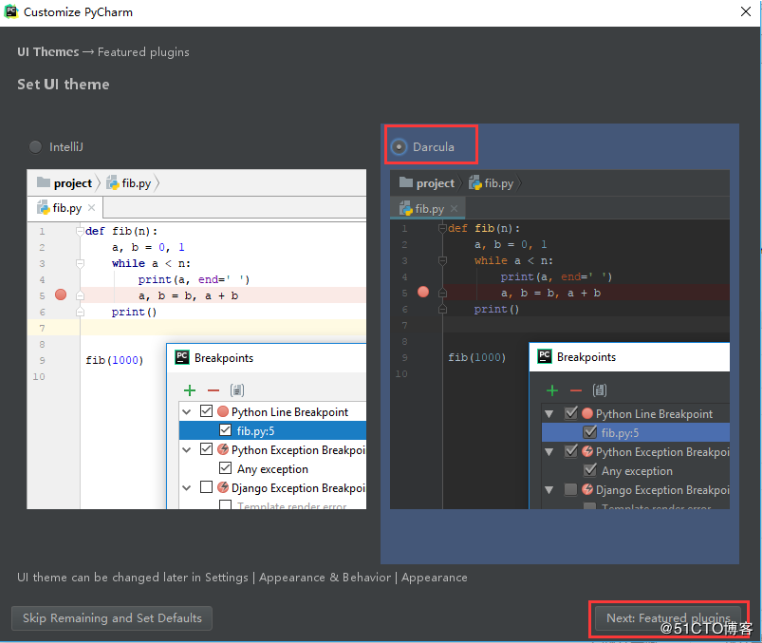 Customize PyCharm
UI Themes → Featured plugins
Set UI theme
IntelliJ
project fib.py
fib.py
1 def fib(n):
2 a, b = 0, 1
3 while a < n:
4 print(a, end=' ')
5 a, b = b, a + b
6 print()
7
8
9 fib(1000)
10
Breakpoints
Python Line Breakpoint
fib.py:5
Python Exception Breakpoi
Any exception
Django Exception Breakpoi
Template render error
Darcula
project fib.py
fib.py
1 def fib(n):
2 a, b = 0, 1
3 while a < n:
4 print(a, end=' ')
5 a, b = b, a + b
6 print()
7
8
9 fib(1000)
10
Breakpoints
Python Line Breakpoint
fib.py:5
Python Exception Breakpoi
Any exception
Django Exception Breakpoi
Template render error
UI theme can be changed later in Settings | Appearance & Behavior | Appearance
Skip Remaining and Set Defaults
Next: Featured plugins
@51CTO博客